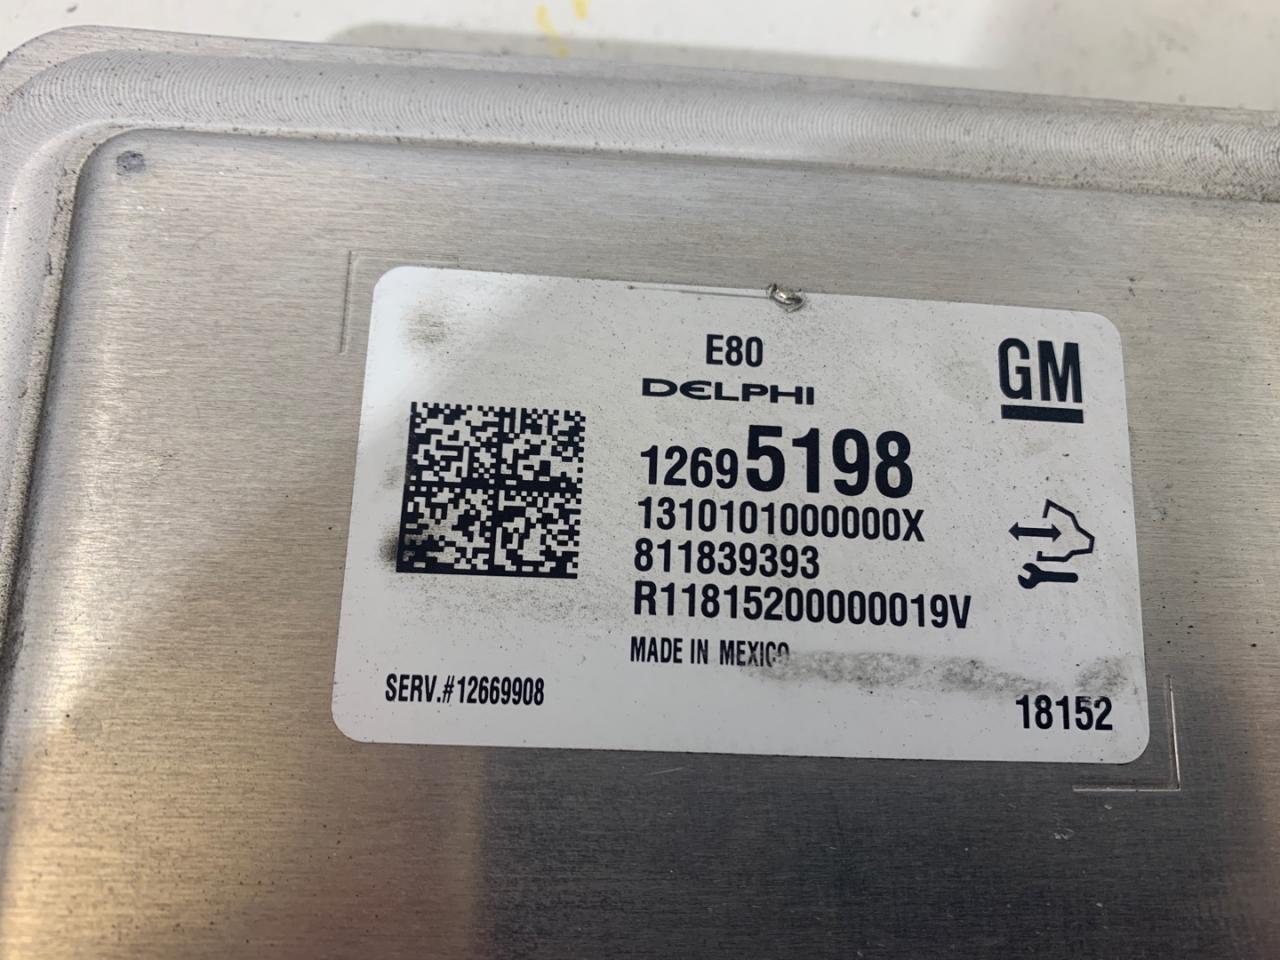 E80
DELPHI
GM
12695198
1310101000000X
811839393
R11815200000019V
MADE IN MEXICO
SERV.#12669908
18152